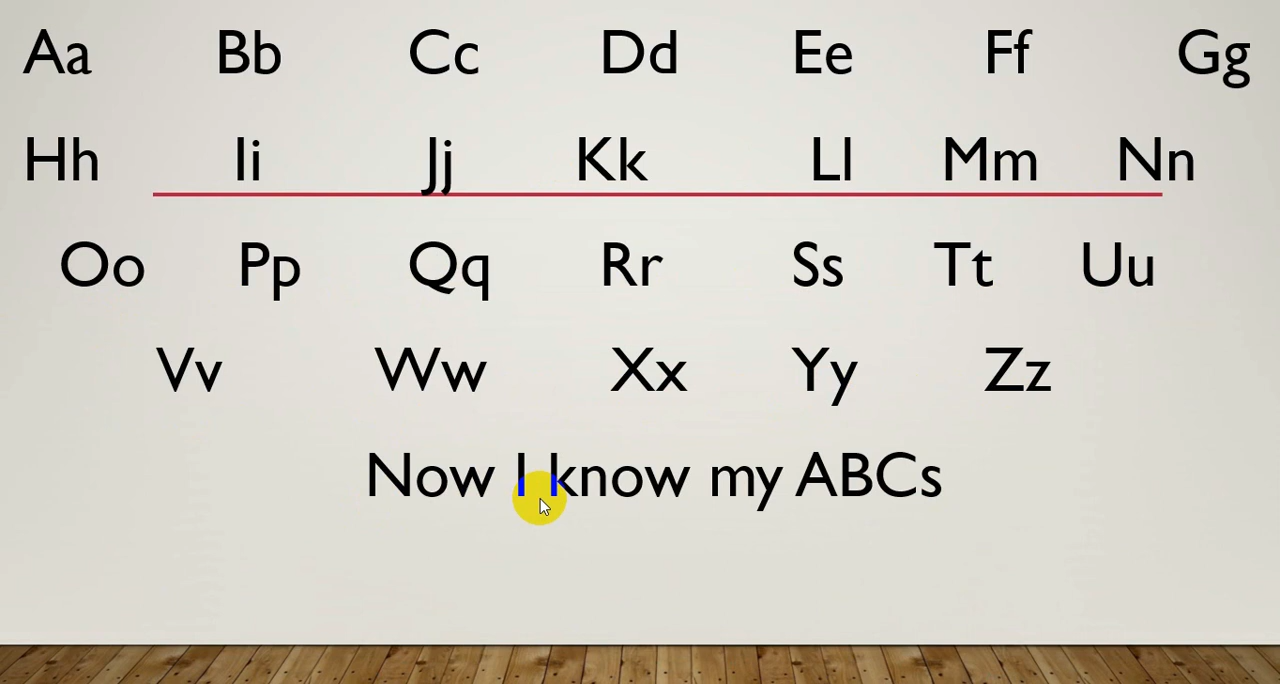 Aa Bb Cc Dd Ee Ff Gg
Hh Ii Jj Kk Ll Mm Nn
Oo Pp Qq Rr Ss Tt Uu
Vv Ww Xx Yy Zz
Now I know my ABCs